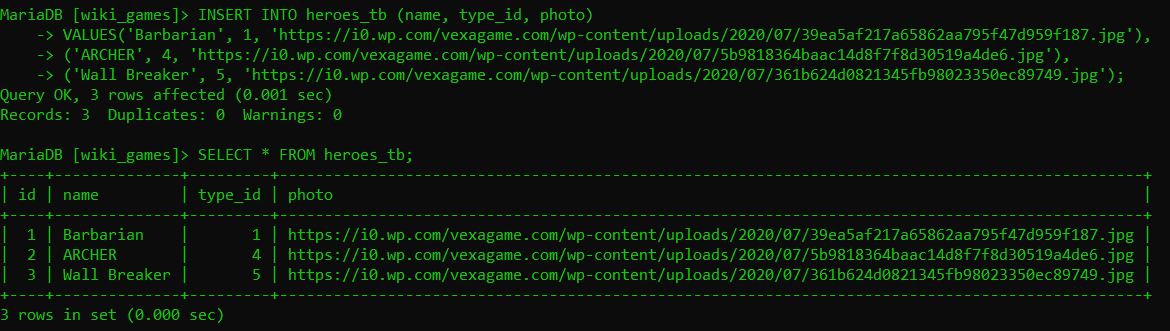 MariaDB [wiki_games]> INSERT INTO heroes_tb (name, type_id, photo)
    -> VALUES('Barbarian', 1, 'https://i0.wp.com/vexagame.com/wp-content/uploads/2020/07/39ea5af217a65862aa795f47d959f187.jpg'),
    -> ('ARCHER', 4, 'https://i0.wp.com/vexagame.com/wp-content/uploads/2020/07/5b9818364baac14d8f7f8d30519a4de6.jpg'),
    -> ('Wall Breaker', 5, 'https://i0.wp.com/vexagame.com/wp-content/uploads/2020/07/361b624d0821345fb98023350ec89749.jpg');
Query OK, 3 rows affected (0.001 sec)
Records: 3  Duplicates: 0  Warnings: 0
MariaDB [wiki_games]> SELECT * FROM heroes_tb;
+----+--------------+---------+------------------------------------------------------------------------------------------------+
| id | name         | type_id | photo                                                                                          |
+----+--------------+---------+------------------------------------------------------------------------------------------------+
|  1 | Barbarian    |       1 | https://i0.wp.com/vexagame.com/wp-content/uploads/2020/07/39ea5af217a65862aa795f47d959f187.jpg |
|  2 | ARCHER       |       4 | https://i0.wp.com/vexagame.com/wp-content/uploads/2020/07/5b9818364baac14d8f7f8d30519a4de6.jpg |
|  3 | Wall Breaker |       5 | https://i0.wp.com/vexagame.com/wp-content/uploads/2020/07/361b624d0821345fb98023350ec89749.jpg |
+----+--------------+---------+------------------------------------------------------------------------------------------------+
3 rows in set (0.000 sec)